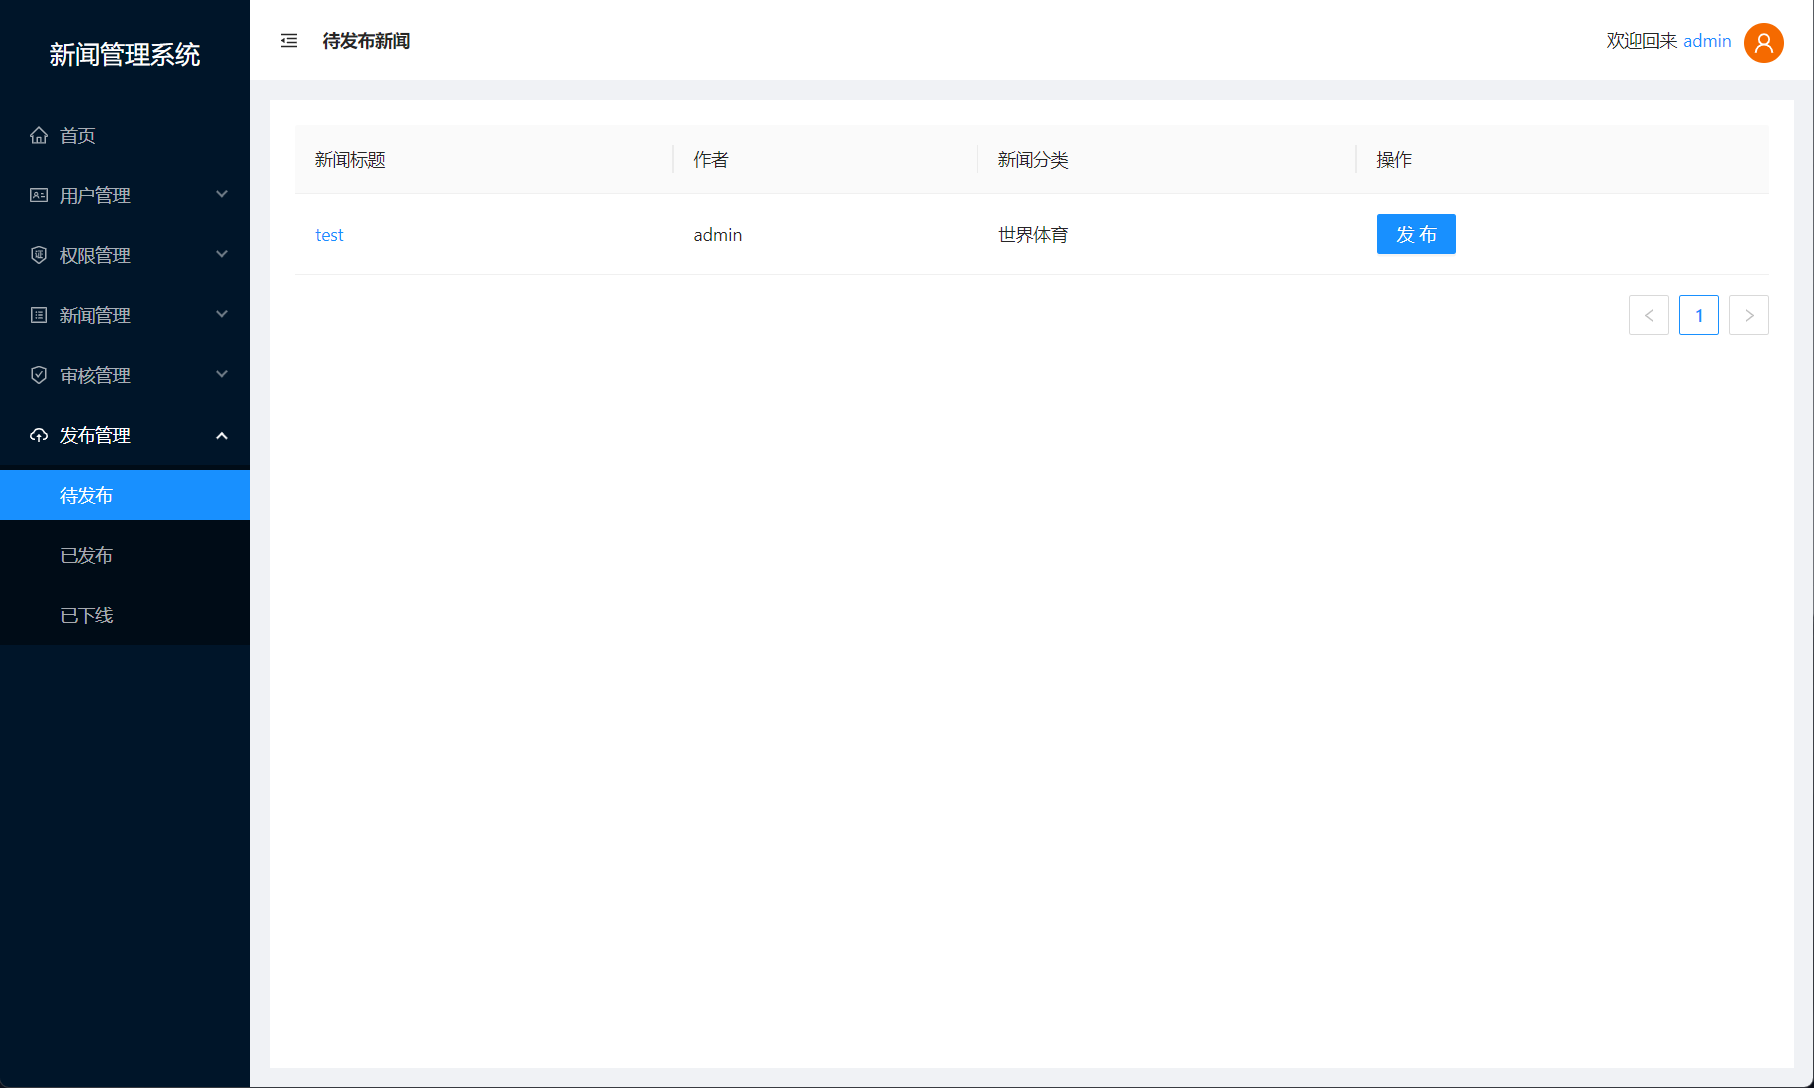 新闻管理系统
首页
用户管理
权限管理
新闻管理
审核管理
发布管理
待发布
已发布
已下线
待发布新闻
欢迎回来 admin
新闻标题 作者 新闻分类 操作
test admin 世界体育 发布
< 1 >